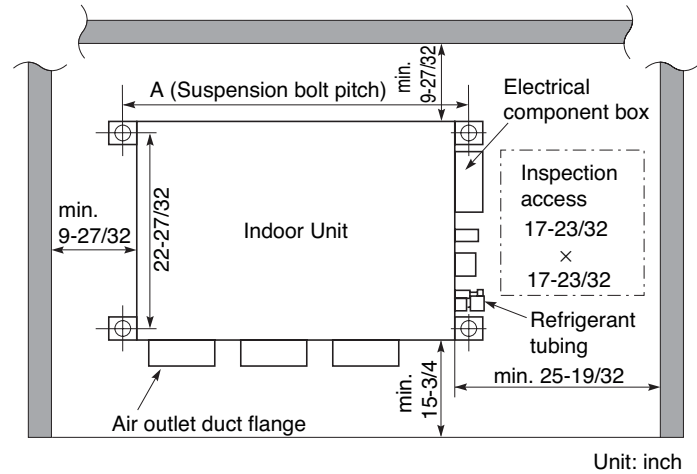 A (Suspension bolt pitch)
min.
9-27/32
Electrical
component box
Inspection
access
17-23/32
×
17-23/32
min.
9-27/32
22-27/32
Indoor Unit
Refrigerant
tubing
min.
15-3/4
min. 25-19/32
Air outlet duct flange
Unit: inch